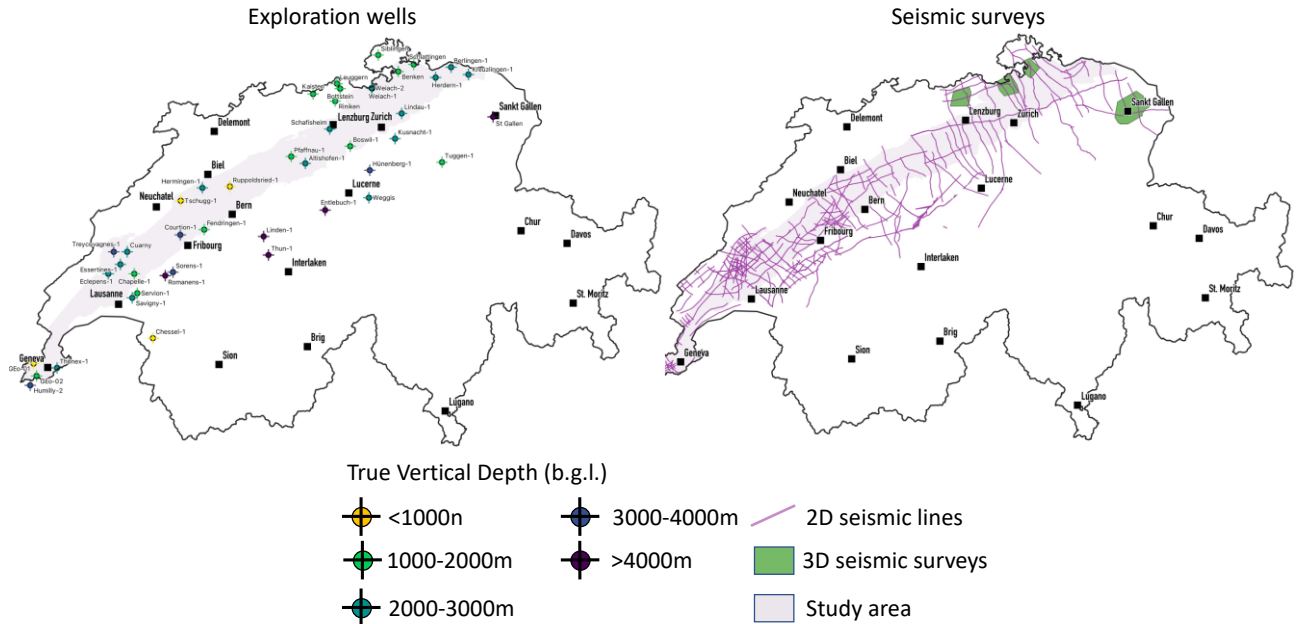 Exploration wells
Seismic surveys
Siblingen
Schlattingen
Benken
Berlingen-1
Kreuzlingen-1
Herdern-1
Leuggern
Kaisten
Bottstein
Riniken
Weiach-2
Weiach-1
Lindau-1
Sankt Gallen
St Gallen
Schafisheim
Lenzburg
Zurich
Kusnacht-1
Delemont
Boswil-1
Pfaffnau-1
Altishofen-1
Hünenberg-1
Tuggen-1
Biel
Ruppoldsried-1
Hermingen-1
Lucerne
Weggis
Neuchatel
Tschugg-1
Bern
Entlebuch-1
Fendringen-1
Courtion-1
Linden-1
Chur
Davos
Treycovagnes-1
Cuarny
Fribourg
Thun-1
Interlaken
Essertines-1
Sorens-1
Eclepens-1
Chapelle-1
Romanens-1
Servion-1
Lausanne
Savigny-1
St. Moritz
Chessel-1
Brig
Sion
Geneva
Thonex-1
GEo-01
GEo-02
Humilly-2
Lugano
Sankt Gallen
Lenzburg
Zurich
Delemont
Biel
Lucerne
Neuchatel
Bern
Chur
Fribourg
Davos
Interlaken
Lausanne
St. Moritz
Brig
Sion
Geneva
Lugano
True Vertical Depth (b.g.l.)
<1000n
3000-4000m
2D seismic lines
1000-2000m
>4000m
3D seismic surveys
2000-3000m
Study area